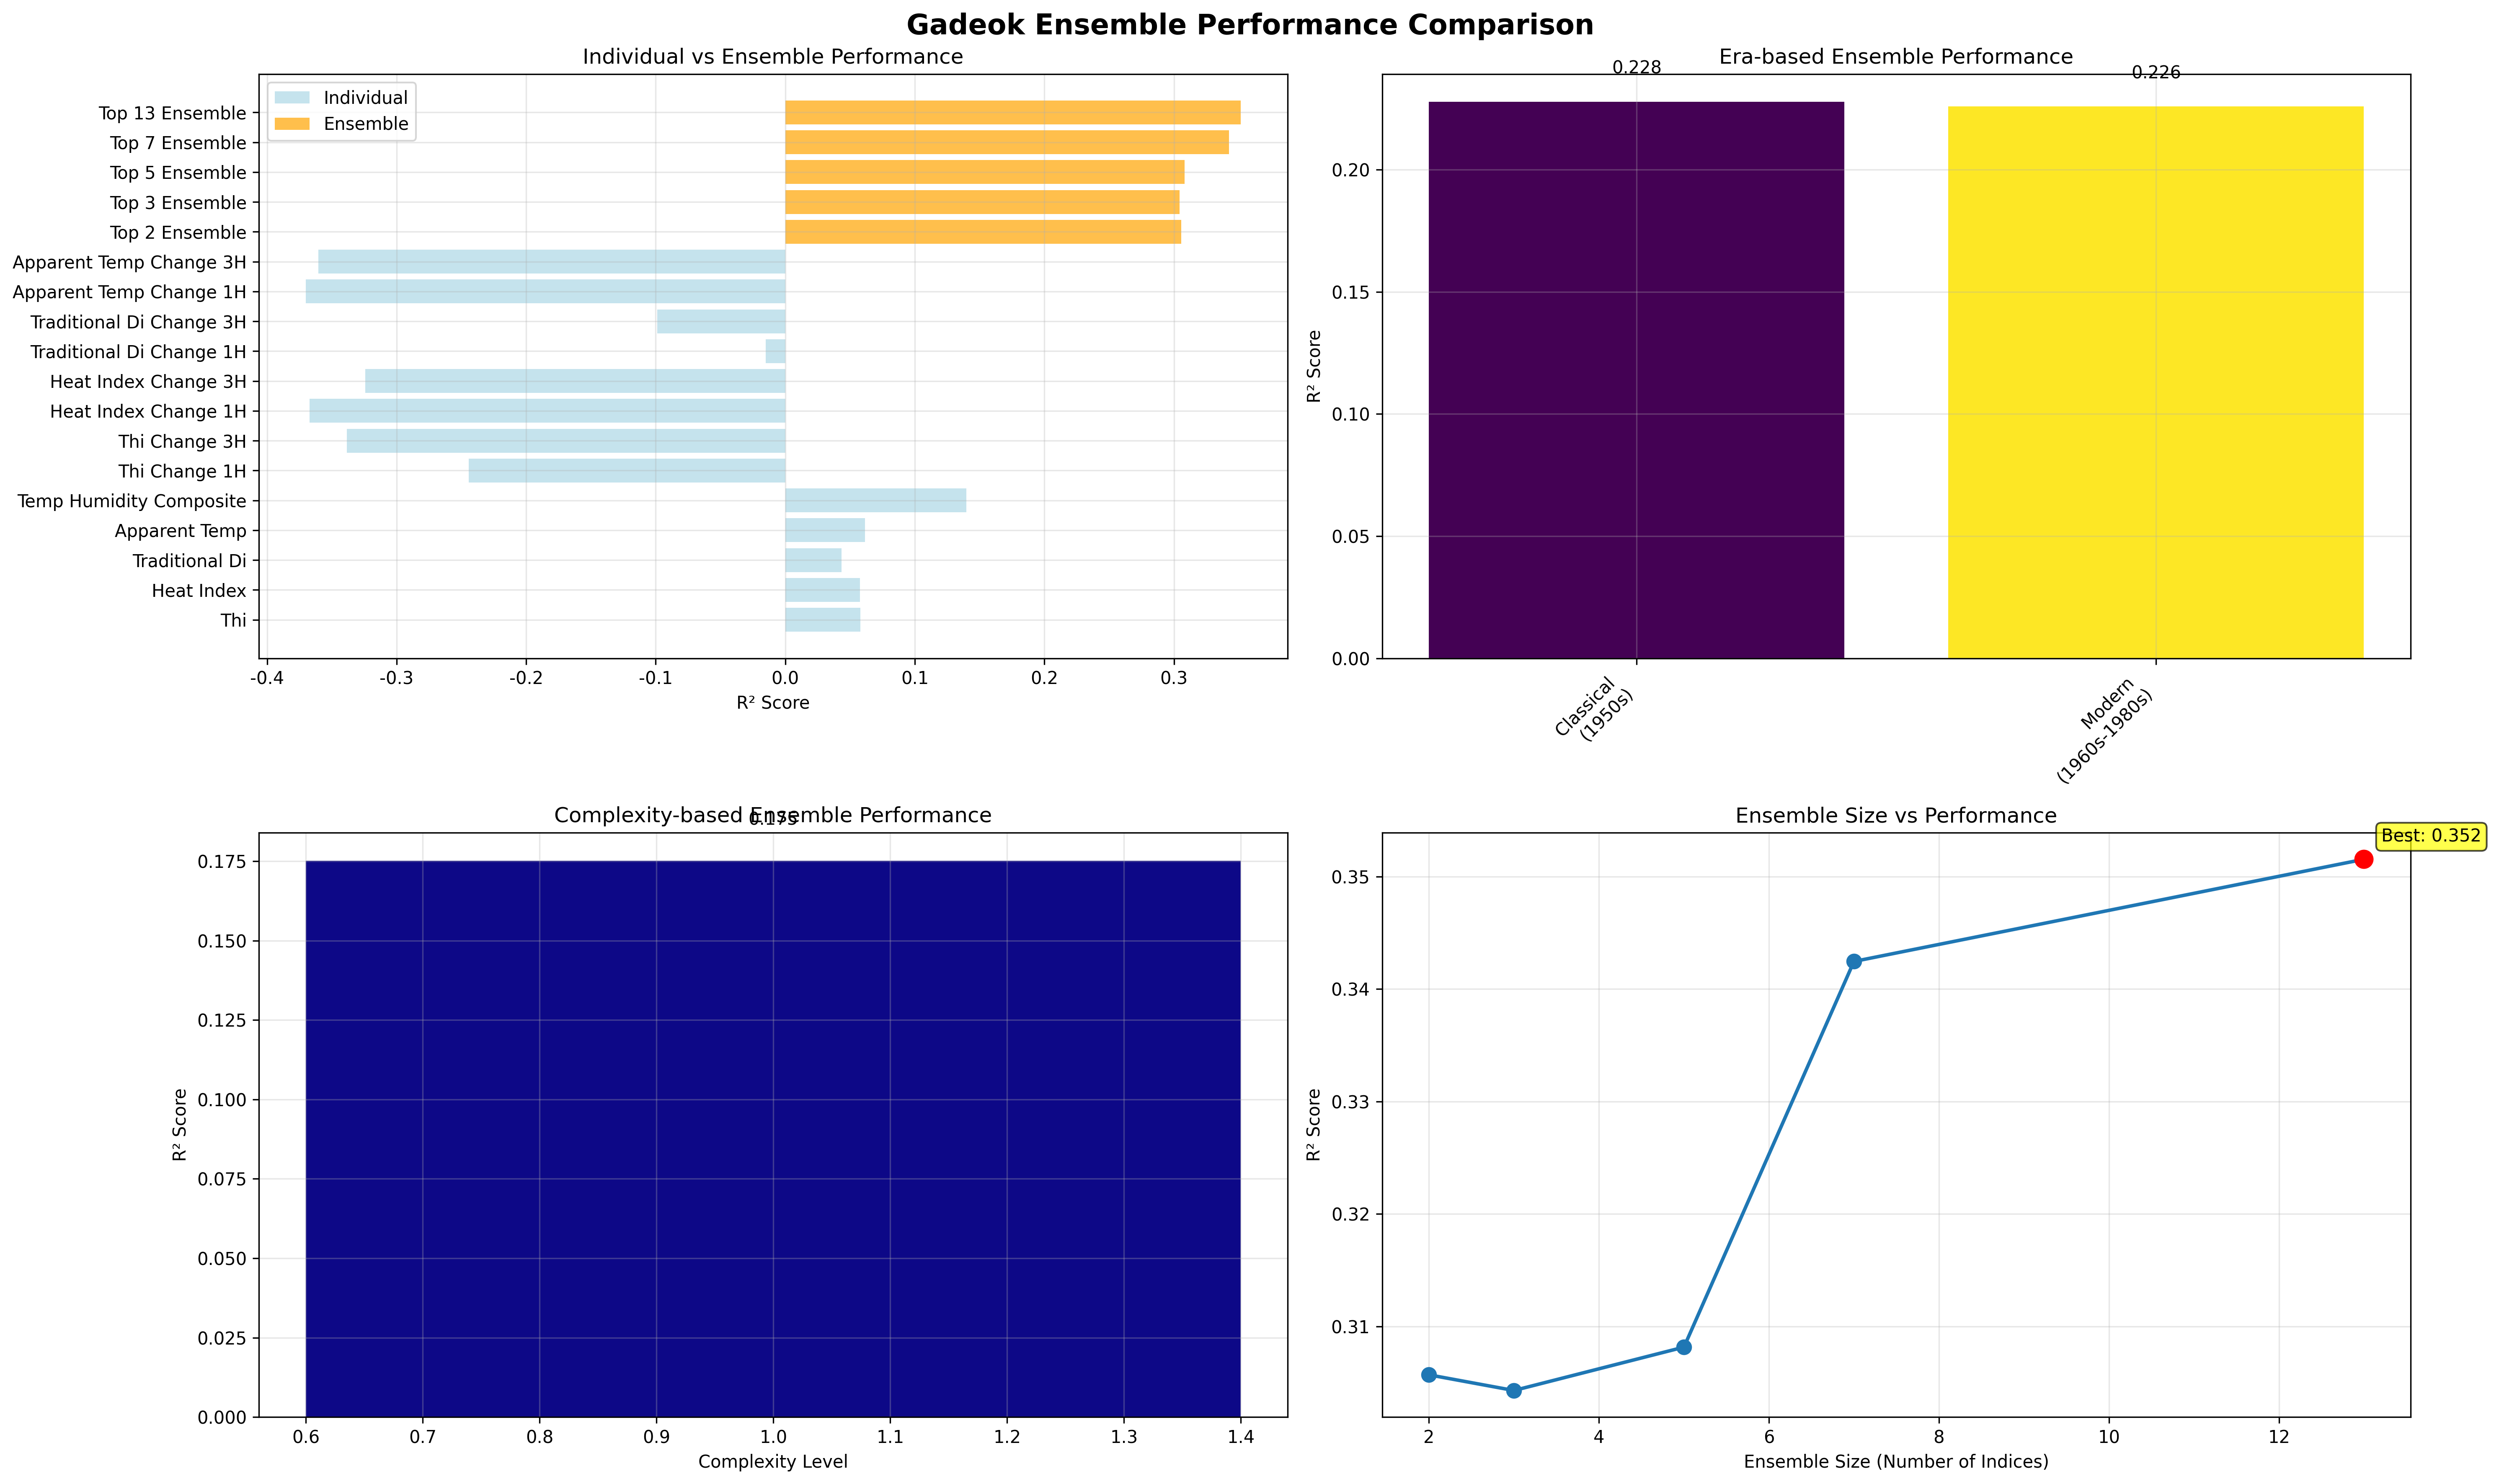 Gadeok Ensemble Performance Comparison
Individual vs Ensemble Performance
Individual
Ensemble
Top 13 Ensemble
Top 7 Ensemble
Top 5 Ensemble
Top 3 Ensemble
Top 2 Ensemble
Apparent Temp Change 3H
Apparent Temp Change 1H
Traditional Di Change 3H
Traditional Di Change 1H
Heat Index Change 3H
Heat Index Change 1H
Thi Change 3H
Thi Change 1H
Temp Humidity Composite
Apparent Temp
Traditional Di
Heat Index
Thi
-0.4 -0.3 -0.2 -0.1 0.0 0.1 0.2 0.3
R² Score
Era-based Ensemble Performance
0.228 0.226
0.20
0.15
0.10
0.05
0.00
R² Score
Classical
(1950s)
Modern
(1960s-1980s)
Complexity-based Ensemble Performance
0.175
0.175
0.150
0.125
0.100
0.075
0.050
0.025
0.000
R² Score
0.6 0.7 0.8 0.9 1.0 1.1 1.2 1.3 1.4
Complexity Level
Ensemble Size vs Performance
Best: 0.352
0.35
0.34
0.33
0.32
0.31
R² Score
2 4 6 8 10 12
Ensemble Size (Number of Indices)